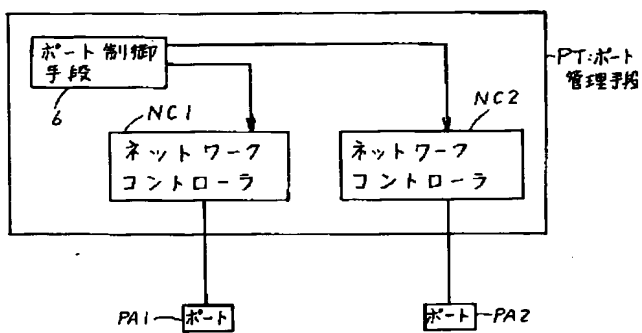 ポート制御
手段
6
PT:ポート
管理手段
NC1
NC2
ネットワーク
コントローラ
ネットワーク
コントローラ
PA1
ポート
ポート
PA2